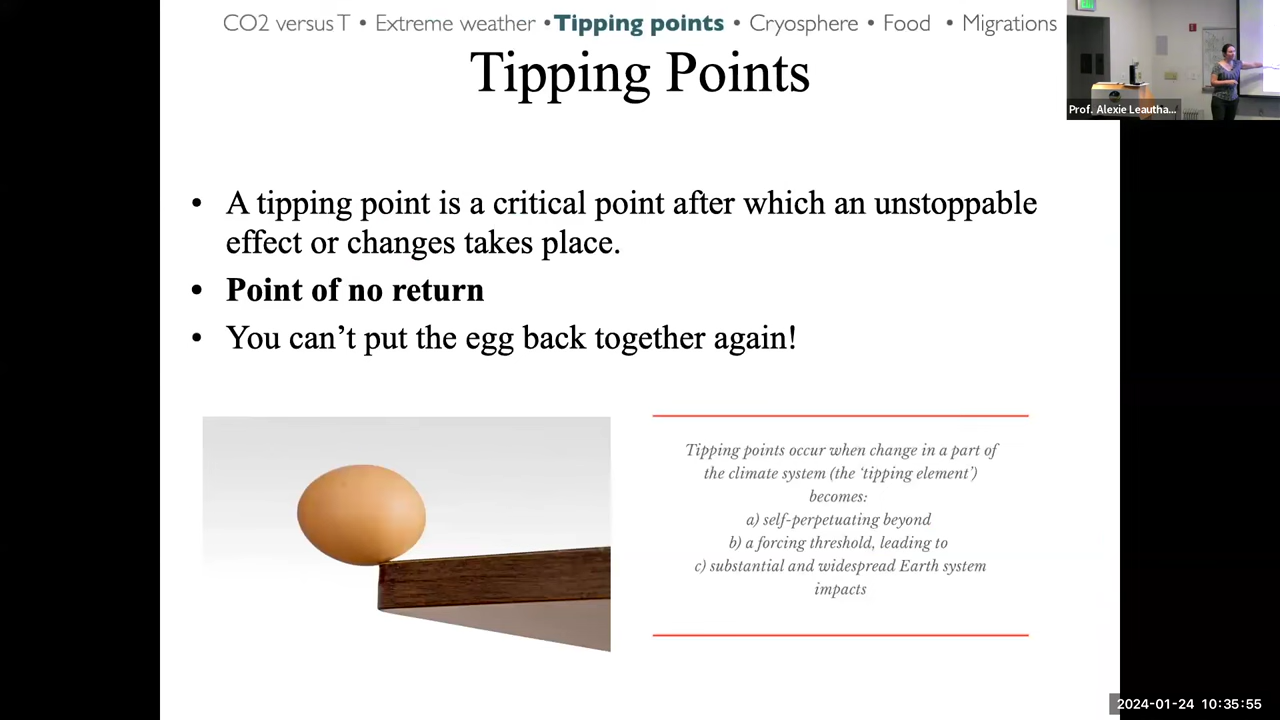 CO2 versus T • Extreme weather • Tipping points • Cryosphere • Food • Migrations
Tipping Points
Prof. Alexie Leautha...
• A tipping point is a critical point after which an unstoppable
effect or changes takes place.
• Point of no return
• You can’t put the egg back together again!
Tipping points occur when change in a part of
the climate system (the ‘tipping element’)
becomes:
a) self-perpetuating beyond
b) a forcing threshold, leading to
c) substantial and widespread Earth system
impacts
2024-01-24 10:35:55